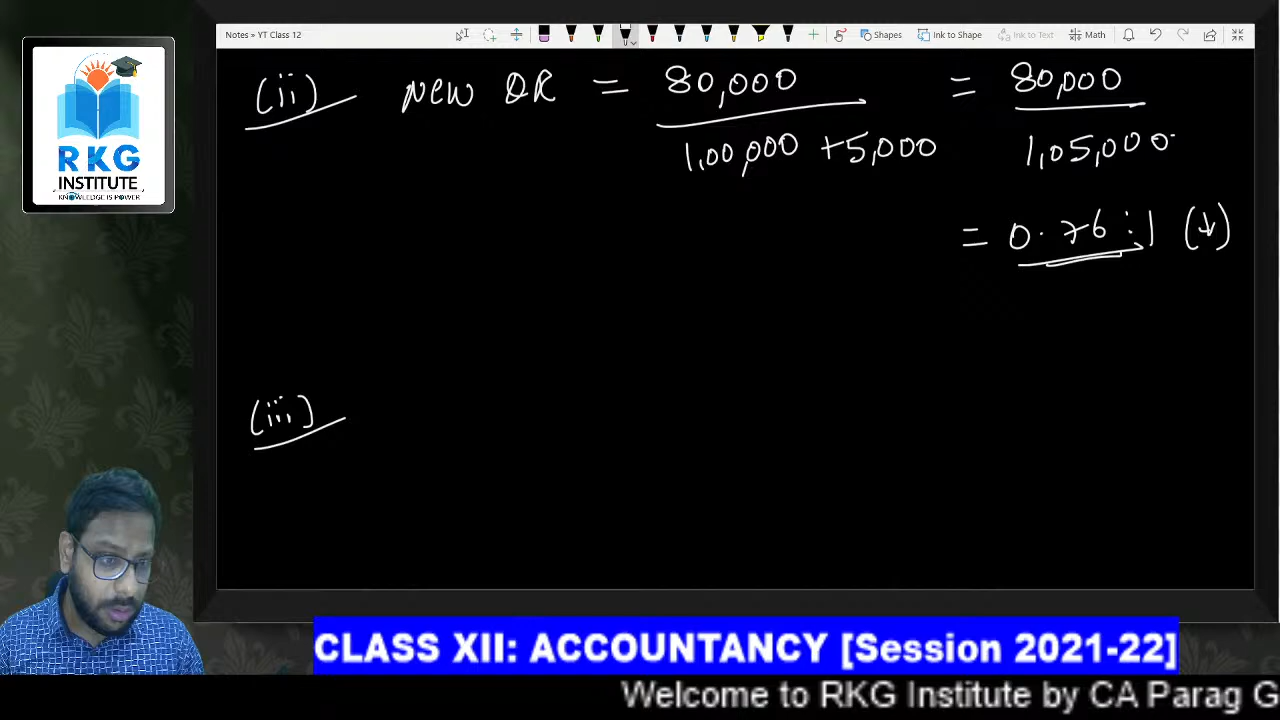 Notes » YT Class 12
Shapes
Ink to Shape
Ink to Text
Math
RKG
INSTITUTE
KNOWLEDGE IS POWER
(ii) New QR = 80,000 / 1,00,000 + 5,000 = 80,000 / 1,05,000
= 0.76 : 1 (↓)
(iii)
CLASS XII: ACCOUNTANCY [Session 2021-22]
Welcome to RKG Institute by CA Parag G